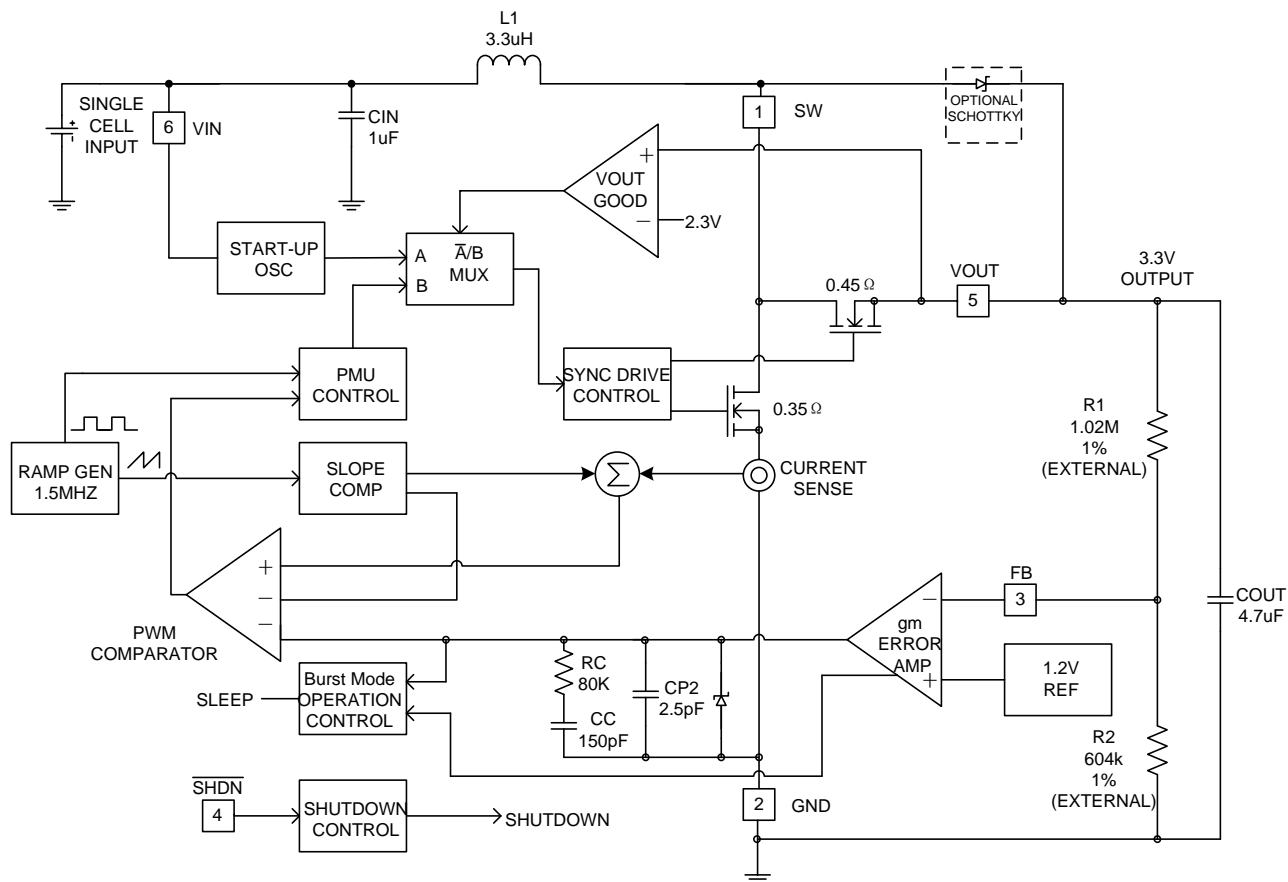 L1
3.3uH
SINGLE
CELL
INPUT
+
-
6
VIN
CIN
1uF
1
SW
OPTIONAL
SCHOTTKY
+
VOUT
GOOD
−
2.3V
START-UP
OSC
A
B
A/B
MUX
0.45Ω
VOUT
5
3.3V
OUTPUT
PMU
CONTROL
SYNC DRIVE
CONTROL
0.35Ω
R1
1.02M
1%
(EXTERNAL)
RAMP GEN
1.5MHZ
SLOPE
COMP
Σ
CURRENT
SENSE
+
−
−
PWM
COMPARATOR
FB
3
−
gm
ERROR
AMP
+
1.2V
REF
COUT
4.7uF
SLEEP
Burst Mode
OPERATION
CONTROL
RC
80K
CC
150pF
CP2
2.5pF
R2
604k
1%
(EXTERNAL)
SHDN
4
SHUTDOWN
CONTROL
SHUTDOWN
2
GND